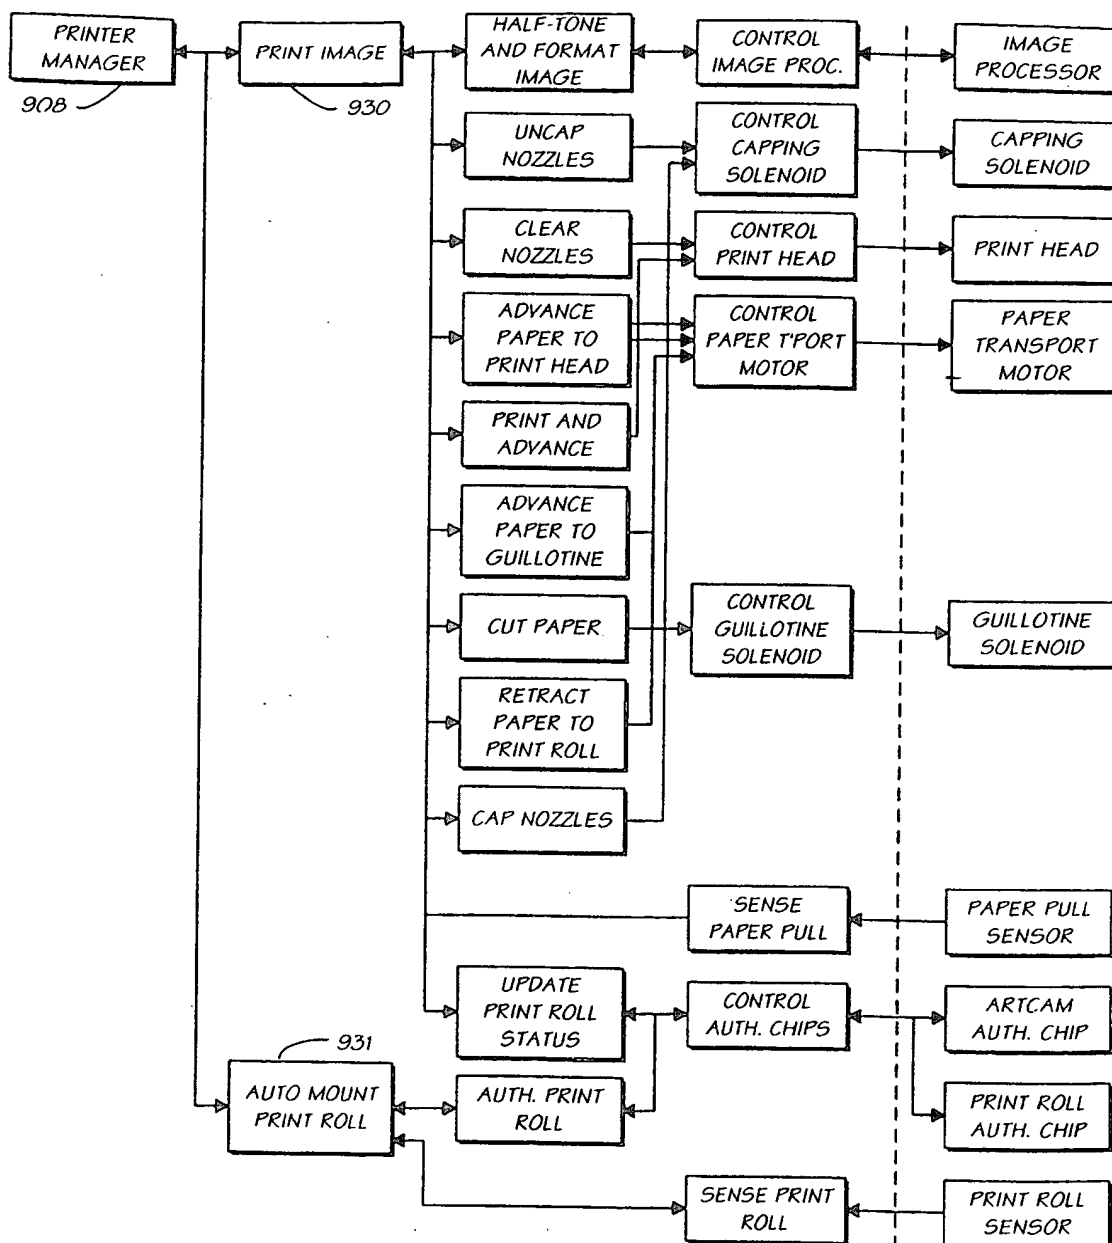 PRINTER
MANAGER
908
PRINT IMAGE
930
HALF-TONE
AND FORMAT
IMAGE
CONTROL
IMAGE PROC.
IMAGE
PROCESSOR
UNCAP
NOZZLES
CONTROL
CAPPING
SOLENOID
CAPPING
SOLENOID
CLEAR
NOZZLES
CONTROL
PRINT HEAD
PRINT HEAD
ADVANCE
PAPER TO
PRINT HEAD
CONTROL
PAPER T'PORT
MOTOR
PAPER
TRANSPORT
MOTOR
PRINT AND
ADVANCE
ADVANCE
PAPER TO
GUILLOTINE
CUT PAPER
CONTROL
GUILLOTINE
SOLENOID
GUILLOTINE
SOLENOID
RETRACT
PAPER TO
PRINT ROLL
CAP NOZZLES
SENSE
PAPER PULL
PAPER PULL
SENSOR
UPDATE
PRINT ROLL
STATUS
CONTROL
AUTH. CHIPS
ARTCAM
AUTH. CHIP
931
AUTO MOUNT
PRINT ROLL
AUTH. PRINT
ROLL
PRINT ROLL
AUTH. CHIP
SENSE PRINT
ROLL
PRINT ROLL
SENSOR